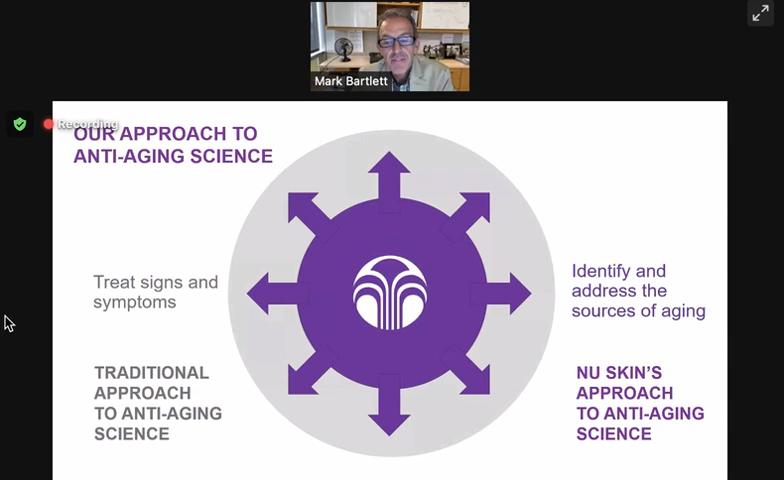 Mark Bartlett
Recording
OUR APPROACH TO
ANTI-AGING SCIENCE
Treat signs and
symptoms
TRADITIONAL
APPROACH
TO ANTI-AGING
SCIENCE
Identify and
address the
sources of aging
NU SKIN'S
APPROACH
TO ANTI-AGING
SCIENCE